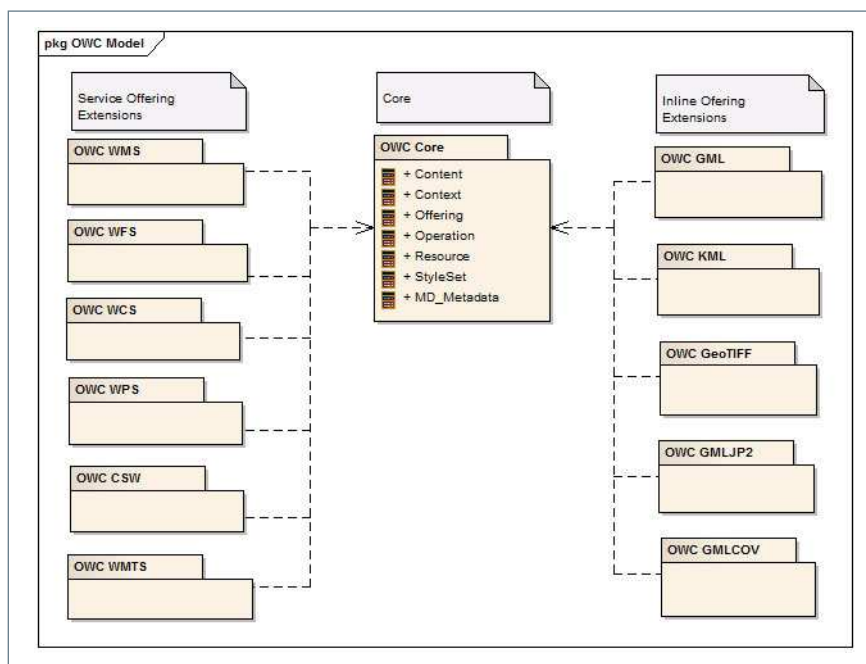 pkg OWC Model
Service Offering
Extensions
OWC WMS
OWC WFS
OWC WCS
OWC WPS
OWC CSW
OWC WMTS
Core
OWC Core
+ Content
+ Context
+ Offering
+ Operation
+ Resource
+ StyleSet
+ MD_Metadata
Inline Ofering
Extensions
OWC GML
OWC KML
OWC GeoTIFF
OWC GMLJP2
OWC GMLCOV